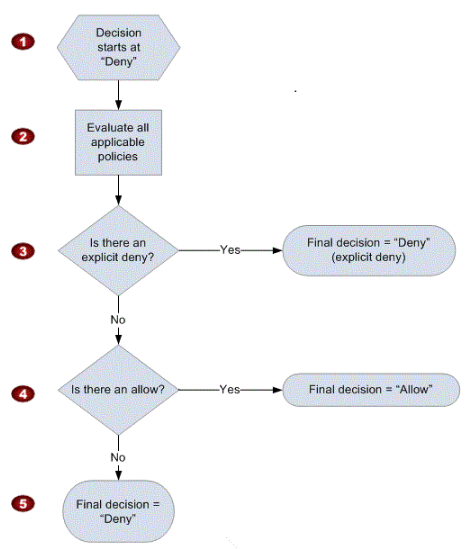 1
Decision
starts at
“Deny”
2
Evaluate all
applicable
policies
3
Is there an
explicit deny?
Yes
Final decision = “Deny”
(explicit deny)
No
4
Is there an allow?
Yes
Final decision = “Allow”
No
5
Final decision =
“Deny”